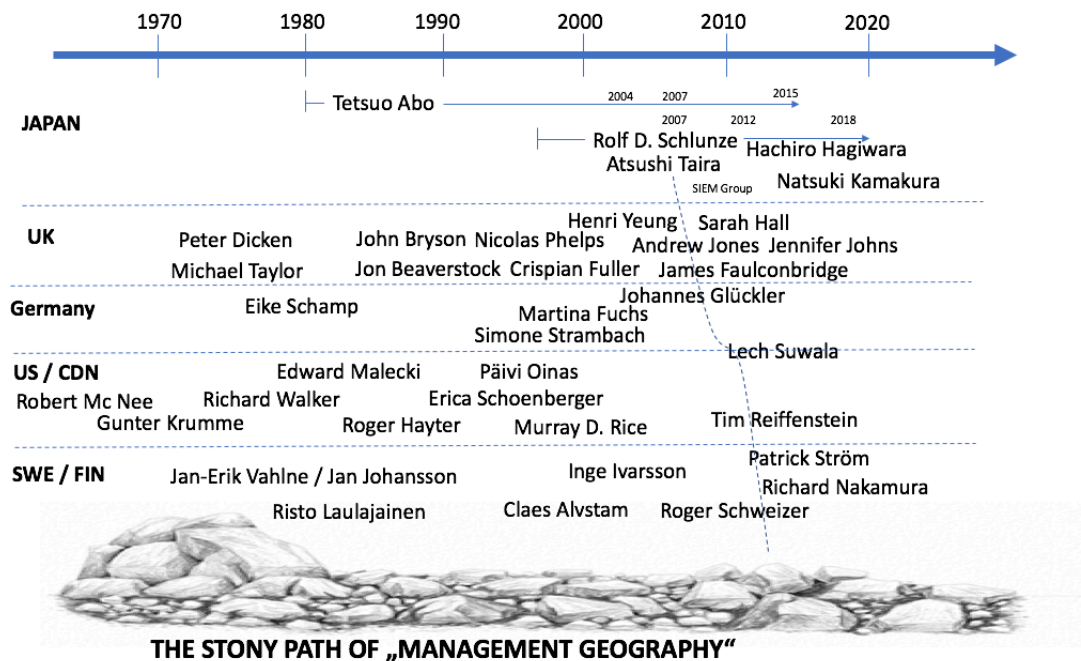 1970 1980 1990 2000 2010 2020
Tetsuo Abo 2004 2007 2015
JAPAN
2007 2012 2018
Rolf D. Schlunze
Hachiro Hagiwara
Atsushi Taira
SIEM Group Natsuki Kamakura
UK
Henri Yeung Sarah Hall
Peter Dicken John Bryson Nicolas Phelps Andrew Jones Jennifer Johns
Michael Taylor Jon Beaverstock Crispian Fuller James Faulconbridge
Germany
Johannes Glückler
Eike Schamp Martina Fuchs
Simone Strambach
Lech Suwala
US / CDN
Edward Malecki Päivi Oinas
Robert Mc Nee Richard Walker Erica Schoenberger
Gunter Krumme Roger Hayter Murray D. Rice Tim Reiffenstein
SWE / FIN
Patrick Ström
Jan-Erik Vahlne / Jan Johansson Inge Ivarsson
Richard Nakamura
Risto Laulajainen Claes Alvstam Roger Schweizer
THE STONY PATH OF „MANAGEMENT GEOGRAPHY“